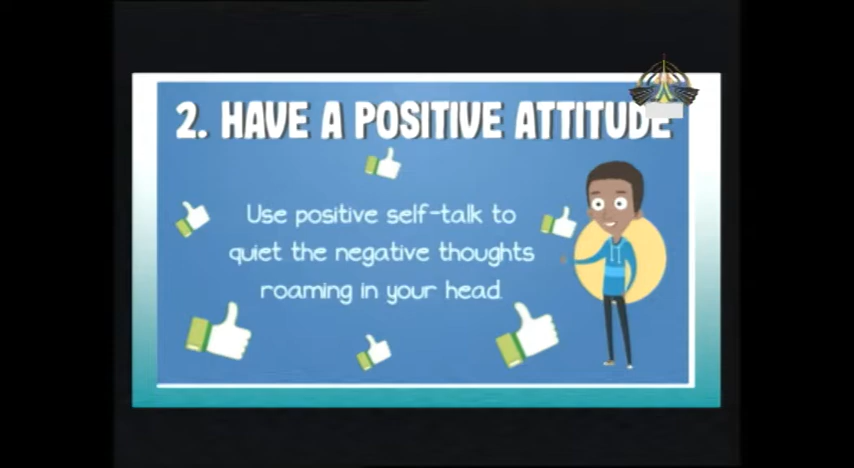 2. HAVE A POSITIVE ATTITUDE
Use positive self-talk to
quiet the negative thoughts
roaming in your head